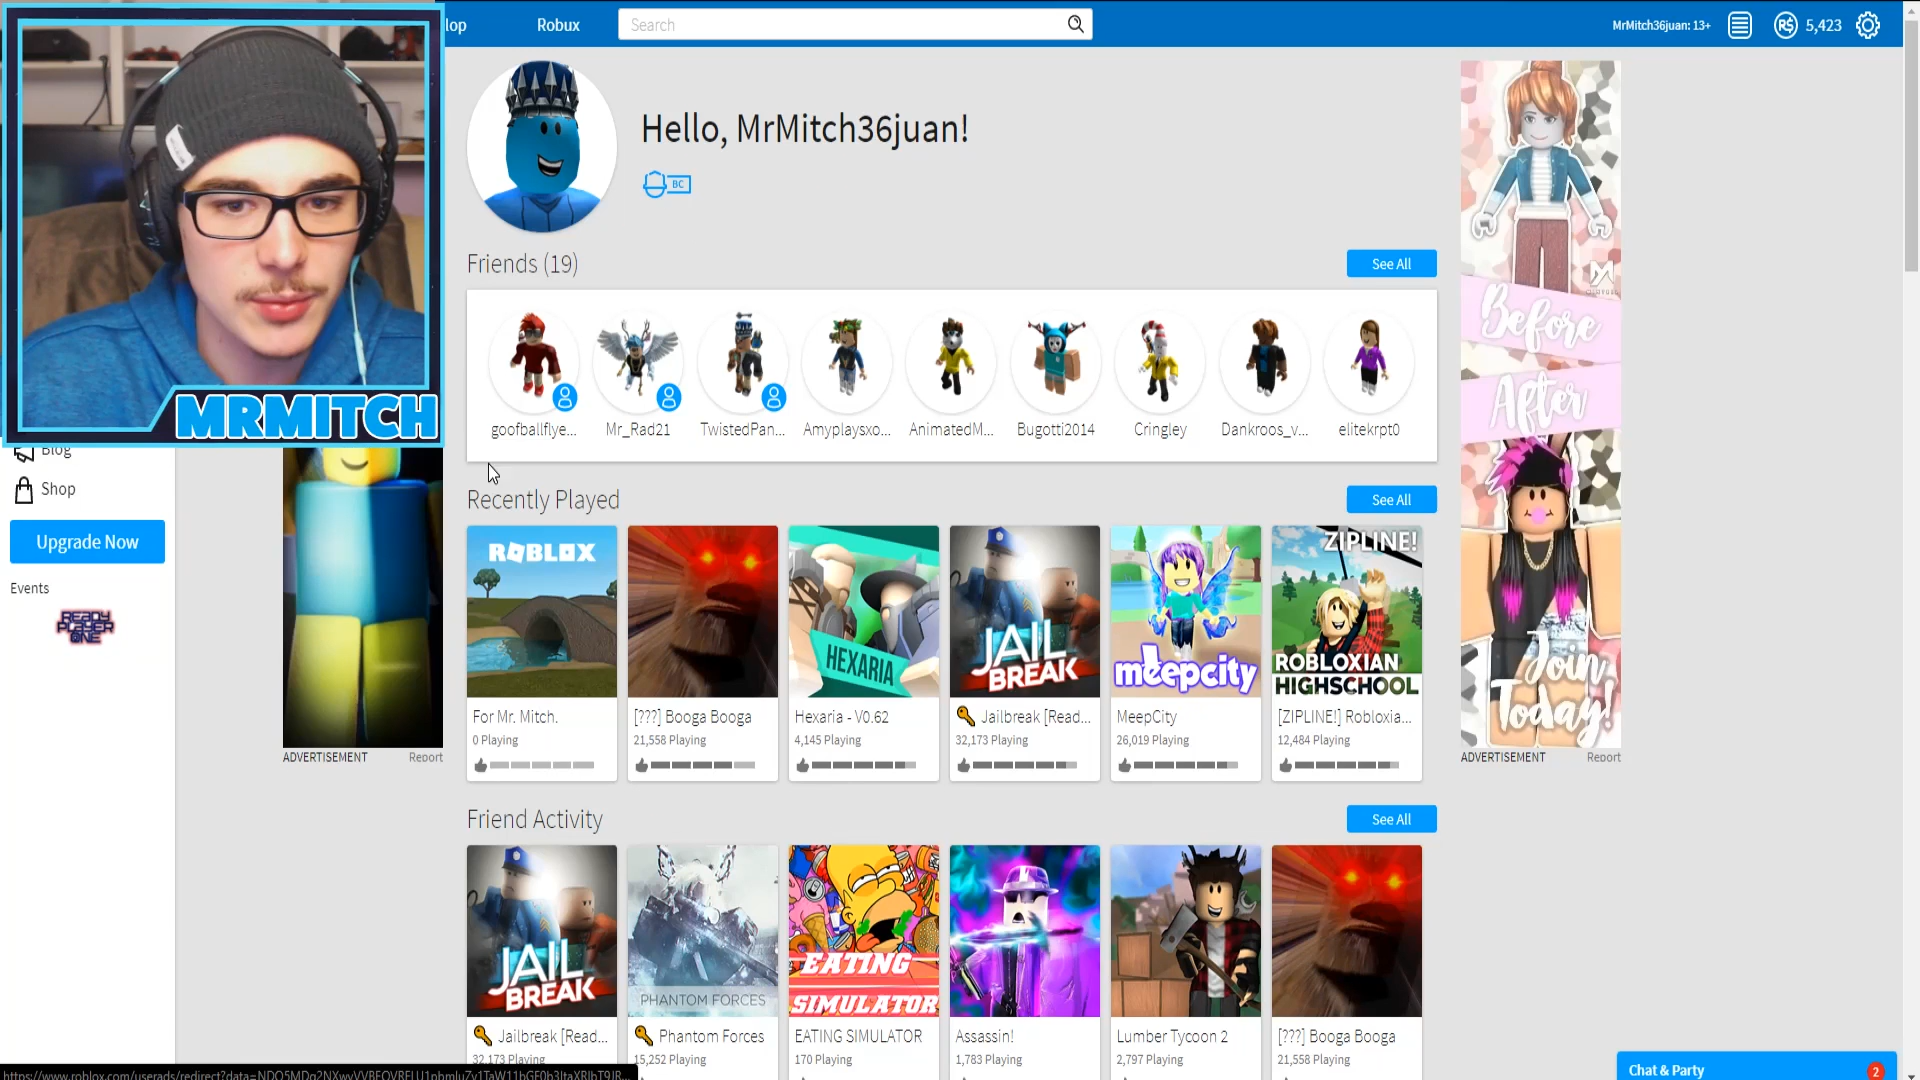 lop
Robux
Search
MrMitch36juan: 13+
R$ 5,423
Hello, MrMitch36juan!
BC
MRMITCH
Friends (19)
See All
goofballflye...
Mr_Rad21
TwistedPan...
Amyplaysxo...
AnimatedM...
Bugotti2014
Cringley
Dankroos_v...
elitekrpt0
Blog
Shop
Upgrade Now
Events
READY
PLAYER
ONE
ADVERTISEMENT
Report
Recently Played
See All
ROBLOX
HEXARIA
JAIL
BREAK
meepcity
ZIPLINE!
ROBLOXIAN
HIGHSCHOOL
For Mr. Mitch.
[???] Booga Booga
Hexaria - V0.62
Jailbreak [Read...
MeepCity
[ZIPLINE!] Robloxia...
0 Playing
21,558 Playing
4,145 Playing
32,173 Playing
26,019 Playing
12,484 Playing
Before
After
Join
Today!
ADVERTISEMENT
Report
Friend Activity
See All
JAIL
BREAK
PHANTOM FORCES
EATING
SIMULATOR
Jailbreak [Read...
Phantom Forces
EATING SIMULATOR
Assassin!
Lumber Tycoon 2
[???] Booga Booga
32,173 Playing
15,252 Playing
170 Playing
1,783 Playing
2,797 Playing
21,558 Playing
Chat & Party
2